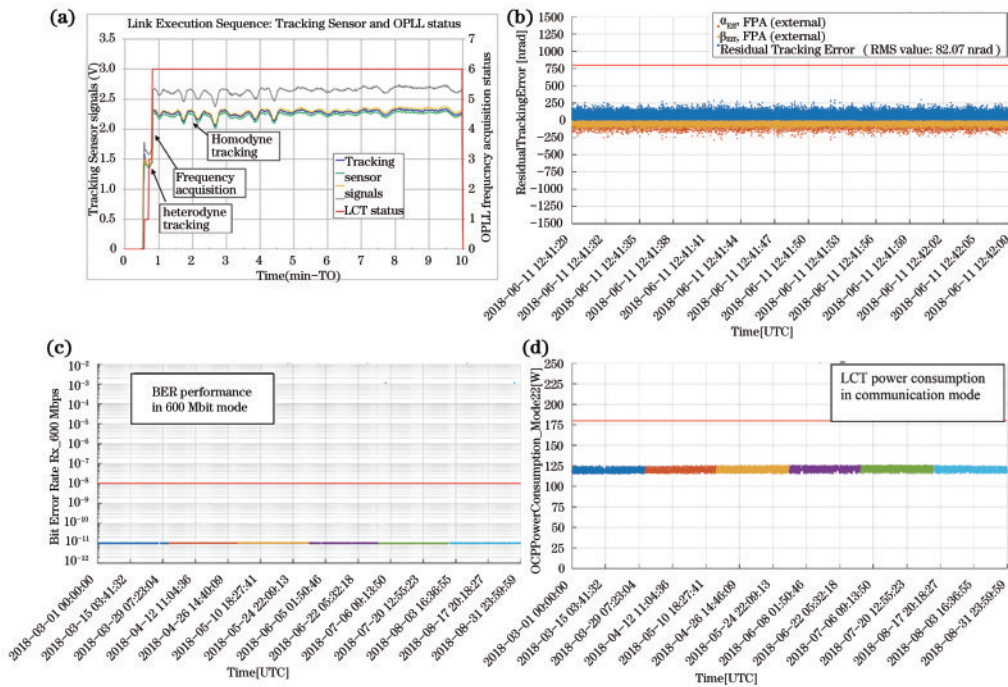 (a)
Link Execution Sequence: Tracking Sensor and OPLL status
Tracking Sensor signals (V)
3.5
3.0
2.5
2.0
1.5
1.0
0.5
0
7
6
5
4
3
2
1
0
OPLL frequency acquisition status
Homodyne
tracking
Frequency
acquisition
heterodyne
tracking
Tracking
sensor
signals
LCT status
0 1 2 3 4 5 6 7 8 9 10
Time(min-TO)
(b)
ResidualTrackingError [nrad]
1500
1250
1000
750
500
250
0
-250
-500
-750
-1000
-1250
-1500
αErr, FPA (external)
βErr, FPA (external)
Residual Tracking Error ( RMS value: 82.07 nrad)
2018-06-11 12:41:29
2018-06-11 12:41:32
2018-06-11 12:41:35
2018-06-11 12:41:38
2018-06-11 12:41:41
2018-06-11 12:41:44
2018-06-11 12:41:47
2018-06-11 12:41:50
2018-06-11 12:41:53
2018-06-11 12:41:56
2018-06-11 12:41:59
2018-06-11 12:42:02
2018-06-11 12:42:05
2018-06-11 12:42:09
Time[UTC]
(c)
Bit Error Rate Rx_600 Mbps
10⁻²
10⁻³
10⁻⁴
10⁻⁵
10⁻⁶
10⁻⁷
10⁻⁸
10⁻⁹
10⁻¹⁰
10⁻¹¹
10⁻¹²
BER performance
in 600 Mbit mode
2018-03-01 00:00:00
2018-03-15 03:41:32
2018-03-29 07:23:04
2018-04-12 11:04:36
2018-04-26 14:40:09
2018-05-10 18:27:41
2018-05-24 22:09:13
2018-06-05 01:50:46
2018-06-22 05:32:18
2018-07-06 09:13:50
2018-07-20 12:55:23
2018-08-03 16:36:55
2018-08-17 20:18:27
2018-08-31 23:59:59
Time[UTC]
(d)
OCPPowerConsumption_Mode22[W]
250
225
200
175
150
125
100
75
50
25
0
LCT power consumption
in communication mode
2018-03-01 00:00:00
2018-03-15 03:41:32
2018-03-29 07:23:04
2018-04-12 11:04:36
2018-05-10 18:27:41
2018-04-26 14:46:09
2018-05-24 22:09:13
2018-06-08 01:50:46
2018-06-22 05:32:18
2018-07-06 09:13:50
2018-07-20 12:55:23
2018-08-17 20:18:27
2018-08-03 16:36:55
2018-08-31 23:59:59
Time[UTC]